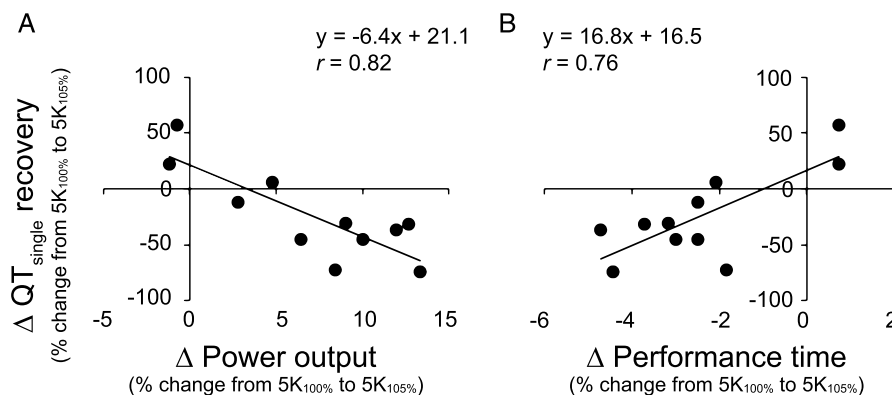 A
y = -6.4x + 21.1
r = 0.82
B
y = 16.8x + 16.5
r = 0.76
Δ QTsingle recovery
(% change from 5K100% to 5K105%)
100
50
0
-50
-100
-5
0
5
10
15
Δ Power output
(% change from 5K100% to 5K105%)
100
50
0
-50
-100
-6
-4
-2
0
2
Δ Performance time
(% change from 5K100% to 5K105%)